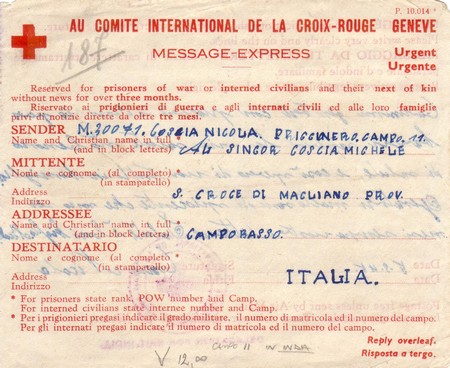 P. 10.014
AU COMITE INTERNATIONAL DE LA CROIX-ROUGE GENEVE
187
MESSAGE-EXPRESS
Urgent
Urgente
Reserved for prisoners of war or interned civilians and their next of kin
without news for over three months.
Riservato ai prigionieri di guerra e agli internati civili ed alle loro famiglie
privi di notizie dirette da oltre tre mesi.
SENDER M.20071. COSCIA NICOLA. PRIGIONERO. CAMPO. 11.
Name and Christian name in full *
(and in block letters) AL SINGOR COSCIA MICHELE
MITTENTE
Nome e cognome (al completo) *
(in stampatello)
Address
Indirizzo
S. CROCE DI MAGLIANO PROV.
ADDRESSEE
Name and Christian name in full *
(and in block letters)
CAMPOBASSO.
DESTINATARIO
Nome e cognome (al completo) *
(in stampatello)
Address
Indirizzo
ITALIA.
* For prisoners state rank, POW number and Camp.
For interned civilians state internee number and Camp.
* Per i prigionieri pregasi indicare il grado militare, il numero di matricola ed il numero del campo.
Per gli internati pregasi indicare il numero di matricola ed il numero del campo.
Reply overleaf.
Risposta a tergo.
CAMPO 11 IN INDIA
V 12,00